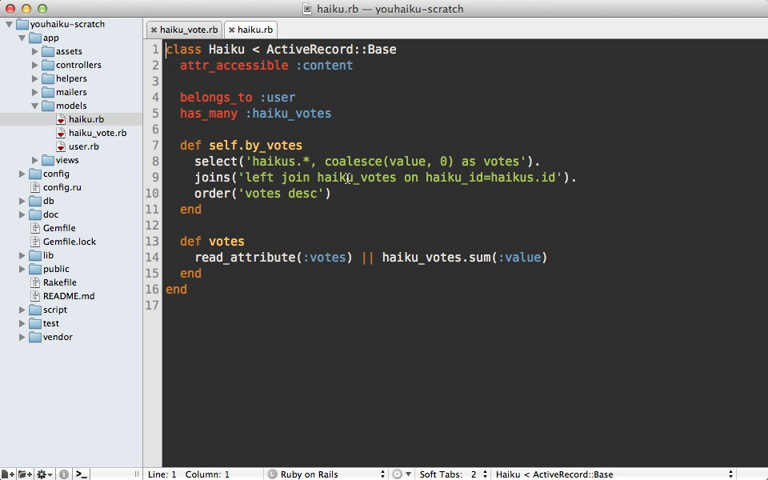 haiku.rb — youhaiku-scratch
youhaiku-scratch
app
assets
controllers
helpers
mailers
models
haiku.rb
haiku_vote.rb
user.rb
views
config
config.ru
db
doc
Gemfile
Gemfile.lock
lib
public
Rakefile
README.md
script
test
vendor
haiku_vote.rb
haiku.rb
1 class Haiku < ActiveRecord::Base
2 attr_accessible :content
3
4 belongs_to :user
5 has_many :haiku_votes
6
7 def self.by_votes
8 select('haikus.*, coalesce(value, 0) as votes').
9 joins('left join haiku_votes on haiku_id=haikus.id').
10 order('votes desc')
11 end
12
13 def votes
14 read_attribute(:votes) || haiku_votes.sum(:value)
15 end
16 end
17
Line: 1 Column: 1 Ruby on Rails Soft Tabs: 2 Haiku < ActiveRecord::Base